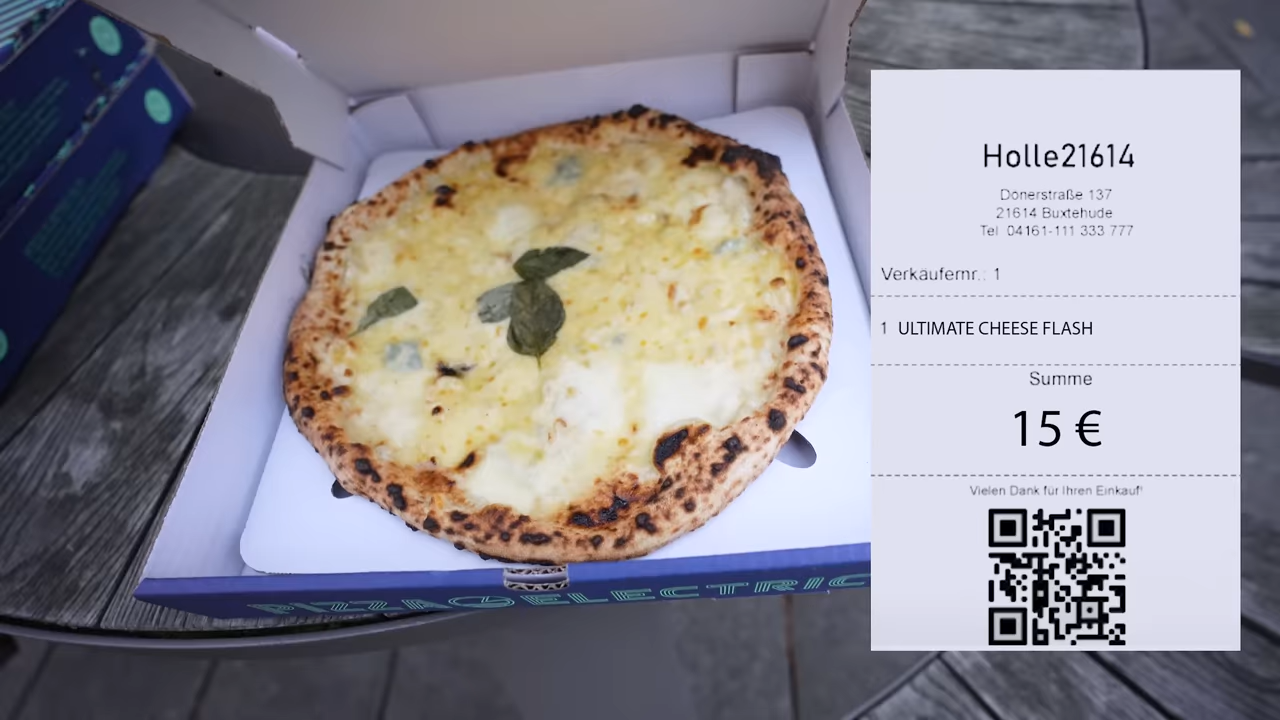 PIZZA ELECTRIC
Holle21614
Dönerstraße 137
21614 Buxtehude
Tel 04161-111 333 777
Verkäufernr.: 1
1 ULTIMATE CHEESE FLASH
Summe
15 €
Vielen Dank für Ihren Einkauf!